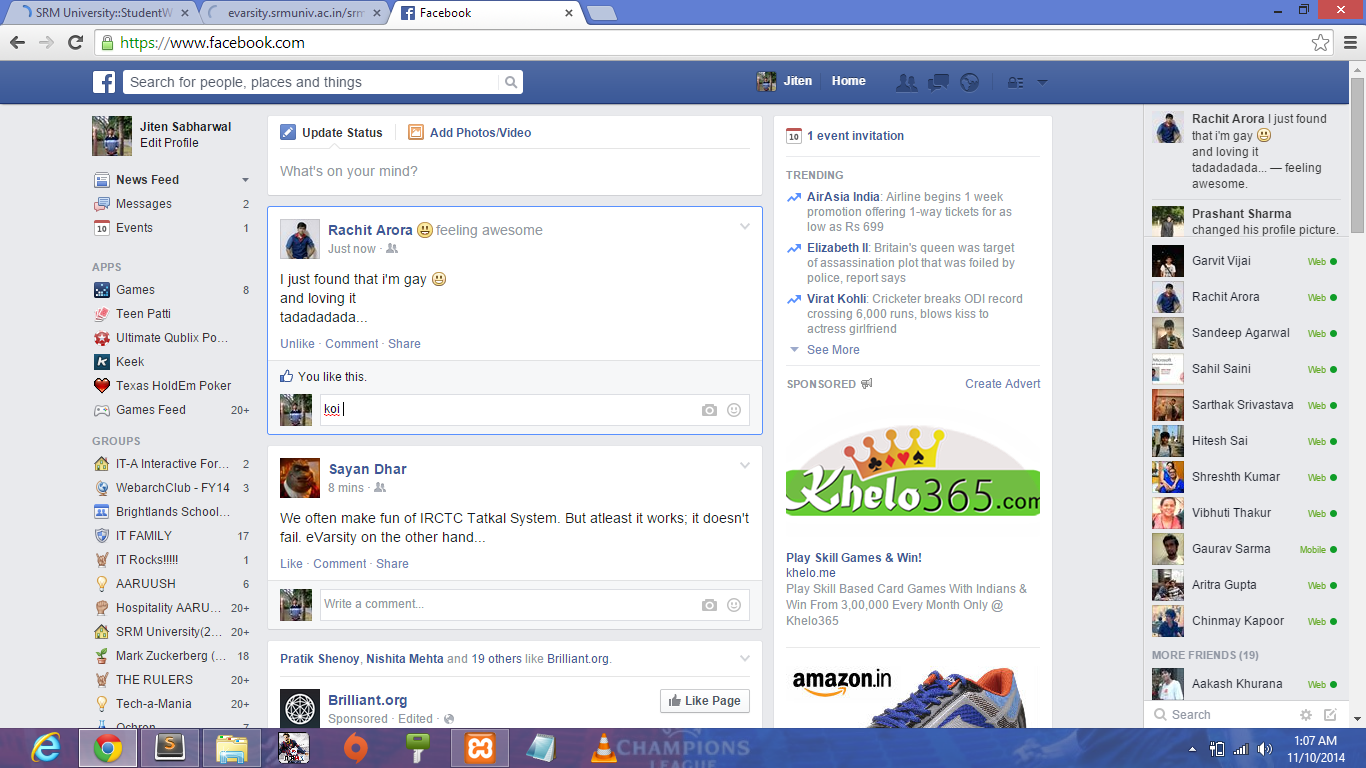 SRM University::StudentW
evarsity.srmuniv.ac.in/srm
Facebook
https://www.facebook.com
Search for people, places and things
Jiten
Home
Jiten Sabharwal
Edit Profile
News Feed
Messages 2
10 Events 1
APPS
Games 8
Teen Patti
Ultimate Qublix Po...
Keek
Texas HoldEm Poker
Games Feed 20+
GROUPS
IT-A Interactive For... 2
WebarchClub - FY14 3
Brightlands School...
IT FAMILY 17
IT Rocks!!!!! 1
AARUUSH 6
Hospitality AARU... 20+
SRM University(2... 20+
Mark Zuckerberg (... 18
THE RULERS 20+
Tech-a-Mania 20+
Update Status
Add Photos/Video
What's on your mind?
Rachit Arora 😃 feeling awesome
Just now ·
I just found that i'm gay 😃
and loving it
tadadadada...
Unlike · Comment · Share
You like this.
koi
Sayan Dhar
8 mins ·
We often make fun of IRCTC Tatkal System. But atleast it works; it doesn't
fail. eVarsity on the other hand...
Like · Comment · Share
Write a comment...
Pratik Shenoy, Nishita Mehta and 19 others like Brilliant.org.
Brilliant.org
Sponsored · Edited ·
Like Page
10 1 event invitation
TRENDING
AirAsia India: Airline begins 1 week
promotion offering 1-way tickets for as
low as Rs 699
Elizabeth II: Britain's queen was target
of assassination plot that was foiled by
police, report says
Virat Kohli: Cricketer breaks ODI record
crossing 6,000 runs, blows kiss to
actress girlfriend
See More
SPONSORED
Create Advert
Khelo365.com
Play Skill Games & Win!
khelo.me
Play Skill Based Card Games With Indians &
Win From 3,00,000 Every Month Only @
Khelo365
amazon.in
Rachit Arora I just found
that i'm gay 😃
and loving it
tadadadada... — feeling
awesome.
Prashant Sharma
changed his profile picture.
Garvit Vijai Web
Rachit Arora Web
Sandeep Agarwal Web
Sahil Saini Web
Sarthak Srivastava Web
Hitesh Sai Web
Shreshth Kumar Web
Vibhuti Thakur Web
Gaurav Sarma Mobile
Aritra Gupta Web
Chinmay Kapoor Web
MORE FRIENDS (19)
Aakash Khurana Web
Search
CHAMPIONS
LEAGUE
1:07 AM
11/10/2014